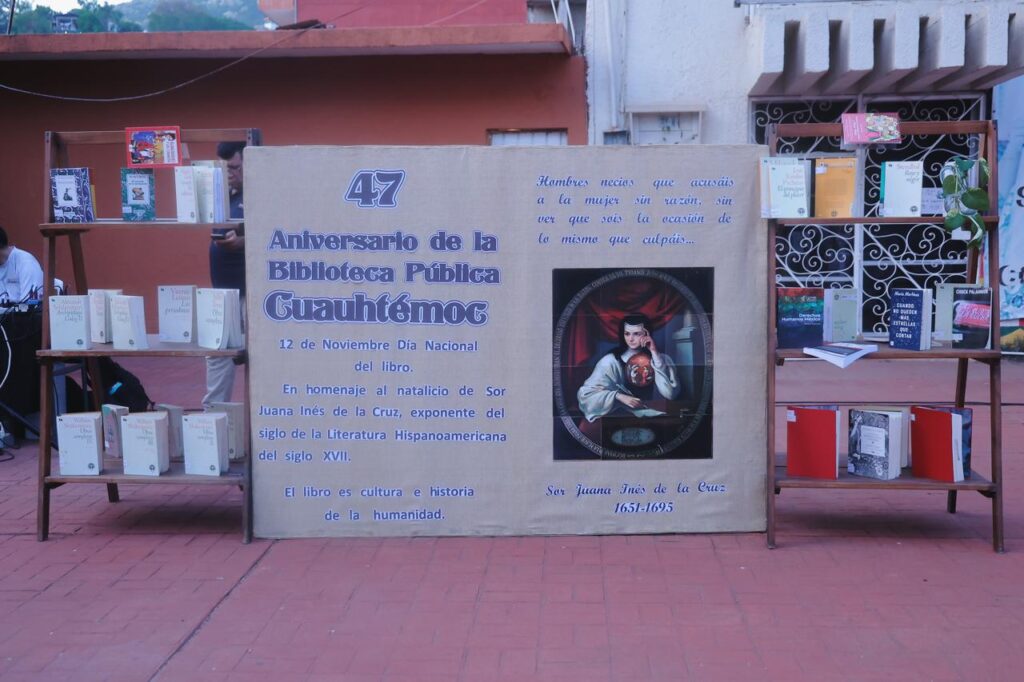 47
Aniversario de la
Biblioteca Pública
Cuauhtémoc
12 de Noviembre Día Nacional
del libro.
En homenaje al natalicio de Sor
Juana Inés de la Cruz, exponente del
siglo de la Literatura Hispanoamericana
del siglo XVII.
El libro es cultura e historia
de la humanidad.
Hombres necios que acusáis
a la mujer sin razón, sin
ver que sois la ocasión de
lo mismo que culpáis...
Sor Juana Inés de la Cruz
1651-1695
Derechos
Humanos México
CUANDO
NO QUEDEN
MÁS
ESTRELLAS
QUE
CONTAR